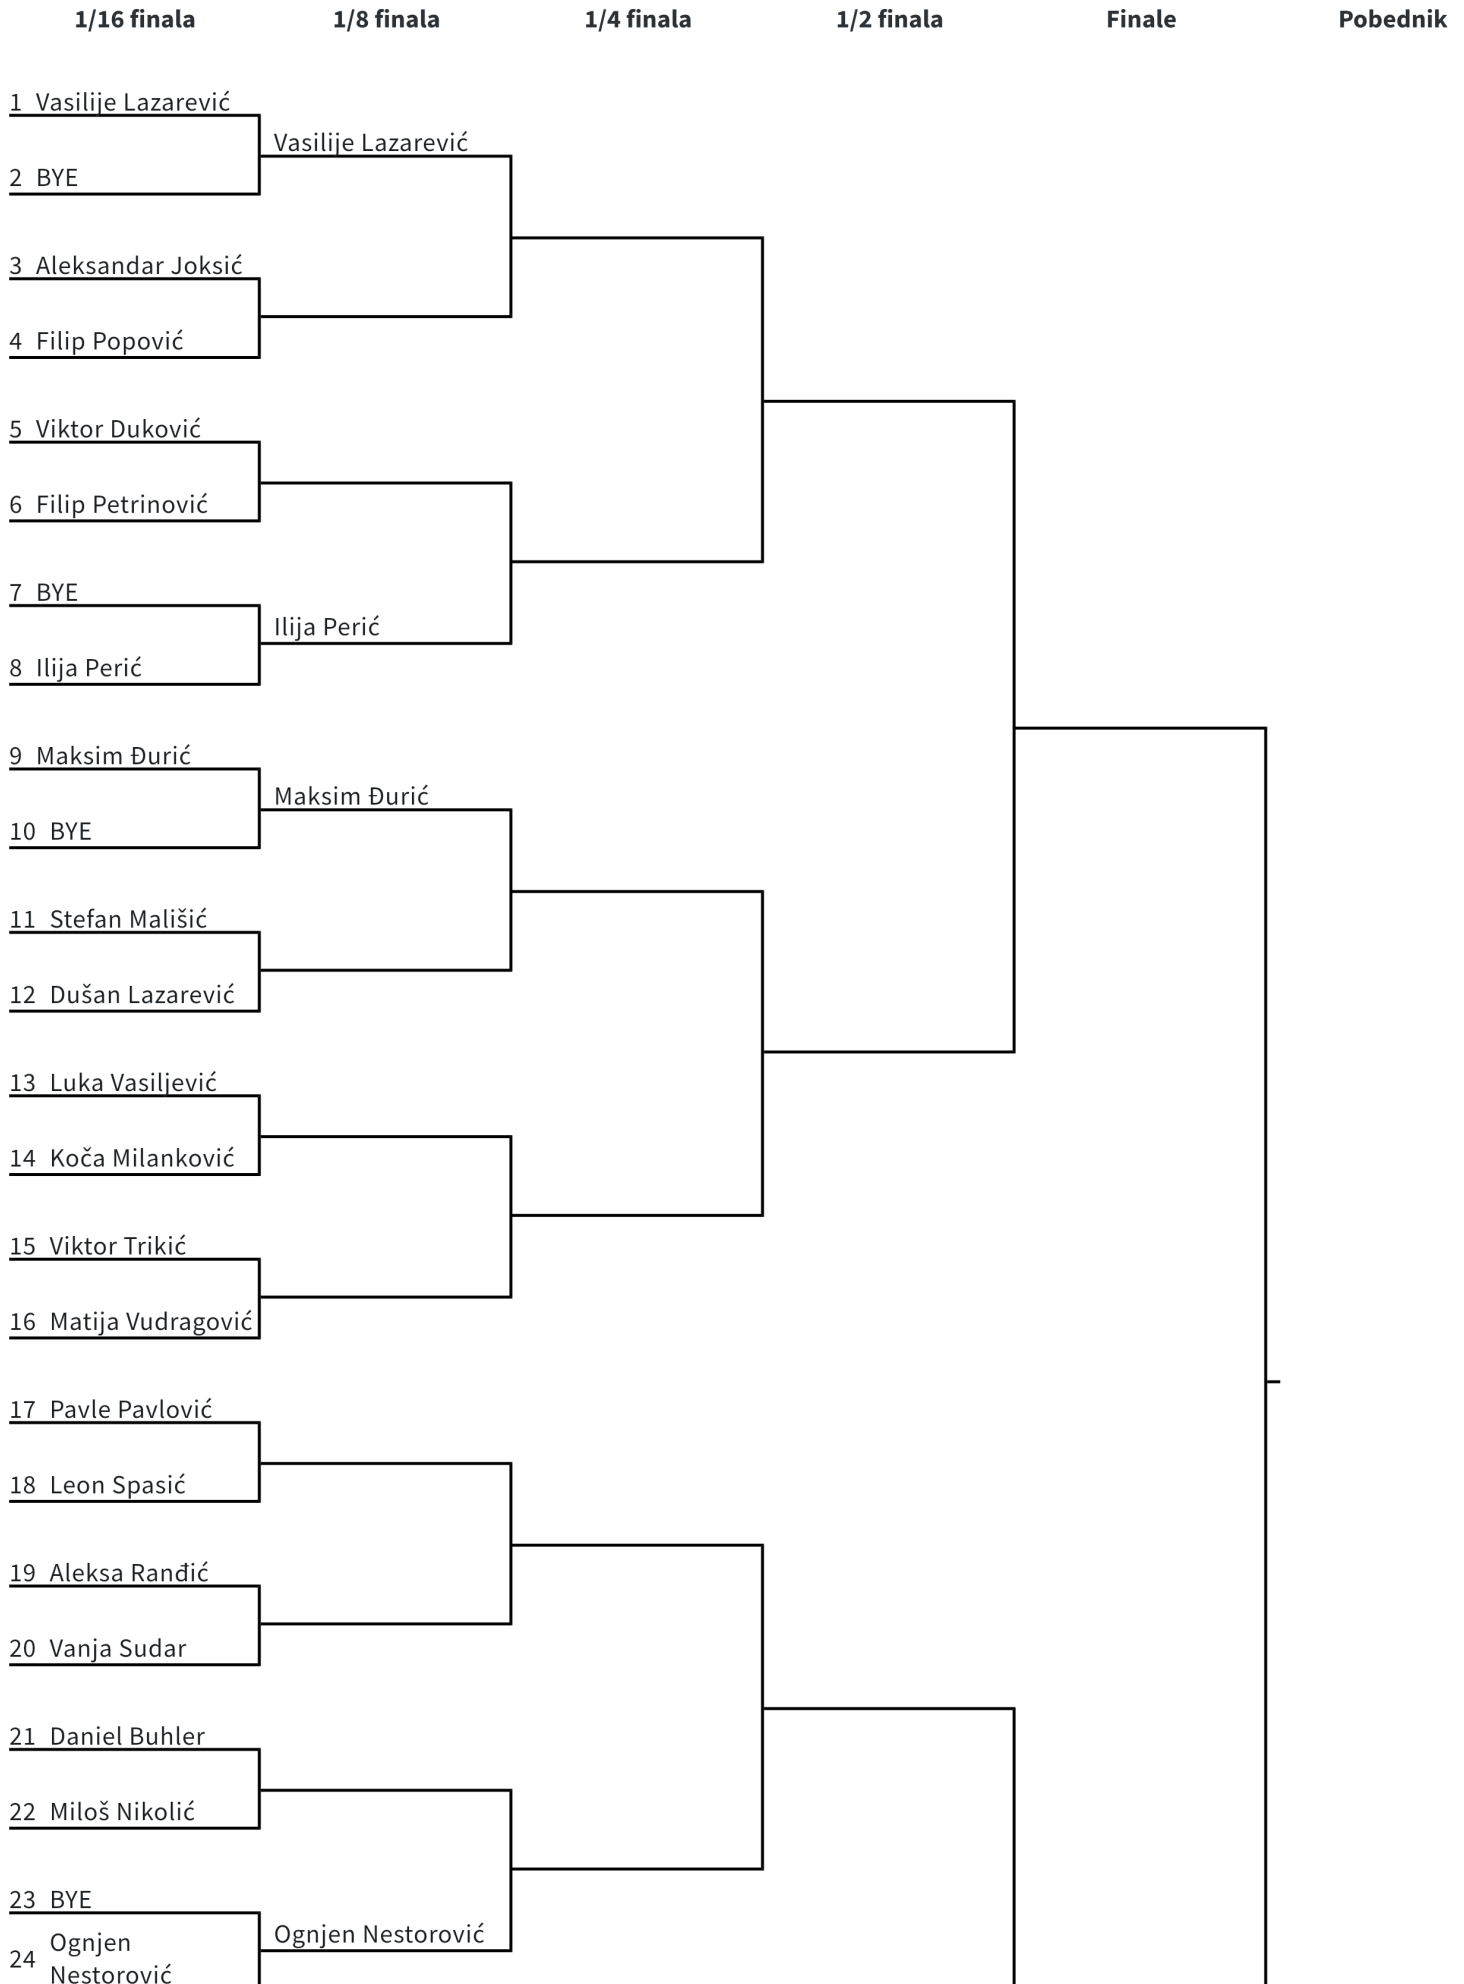 1/16 finala 1/8 finala 1/4 finala 1/2 finala Finale Pobednik
1 Vasilije Lazarević
Vasilije Lazarević
2 BYE
3 Aleksandar Joksić
4 Filip Popović
5 Viktor Duković
6 Filip Petrinović
7 BYE
Ilija Perić
8 Ilija Perić
9 Maksim Đurić
Maksim Đurić
10 BYE
11 Stefan Mališić
12 Dušan Lazarević
13 Luka Vasiljević
14 Koča Milanković
15 Viktor Trikić
16 Matija Vudragović
17 Pavle Pavlović
18 Leon Spasić
19 Aleksa Ranđić
20 Vanja Sudar
21 Daniel Buhler
22 Miloš Nikolić
23 BYE
Ognjen Nestorović
24 Ognjen
Nestorović